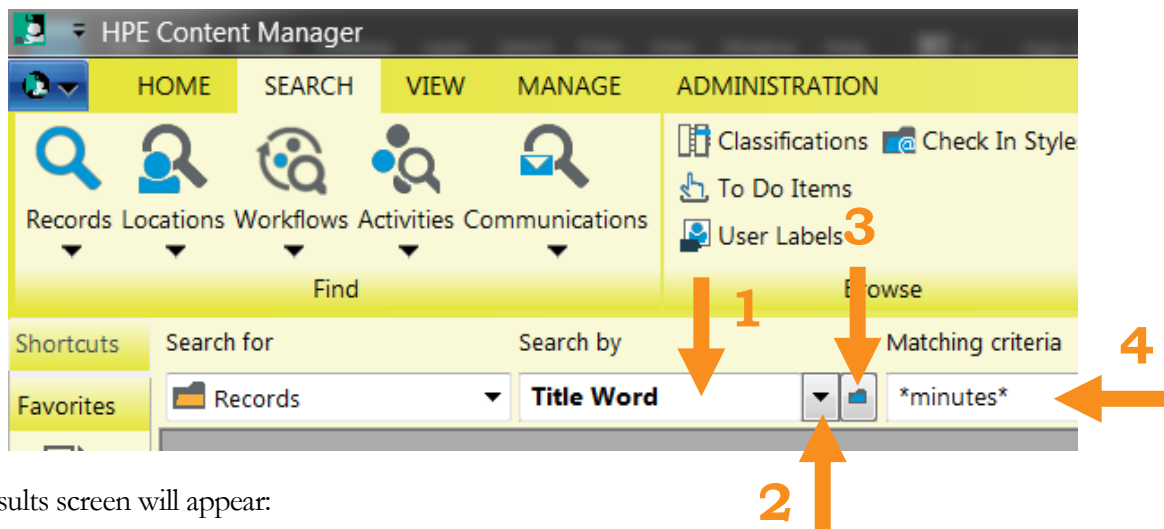 HPE Content Manager
HOME SEARCH VIEW MANAGE ADMINISTRATION
Classifications Check In Style
To Do Items
User Labels
Records Locations Workflows Activities Communications
3
Find
1
Search for Search by Matching criteria
Shortcuts
4
Favorites
Records Title Word *minutes*
2
sults screen will appear: